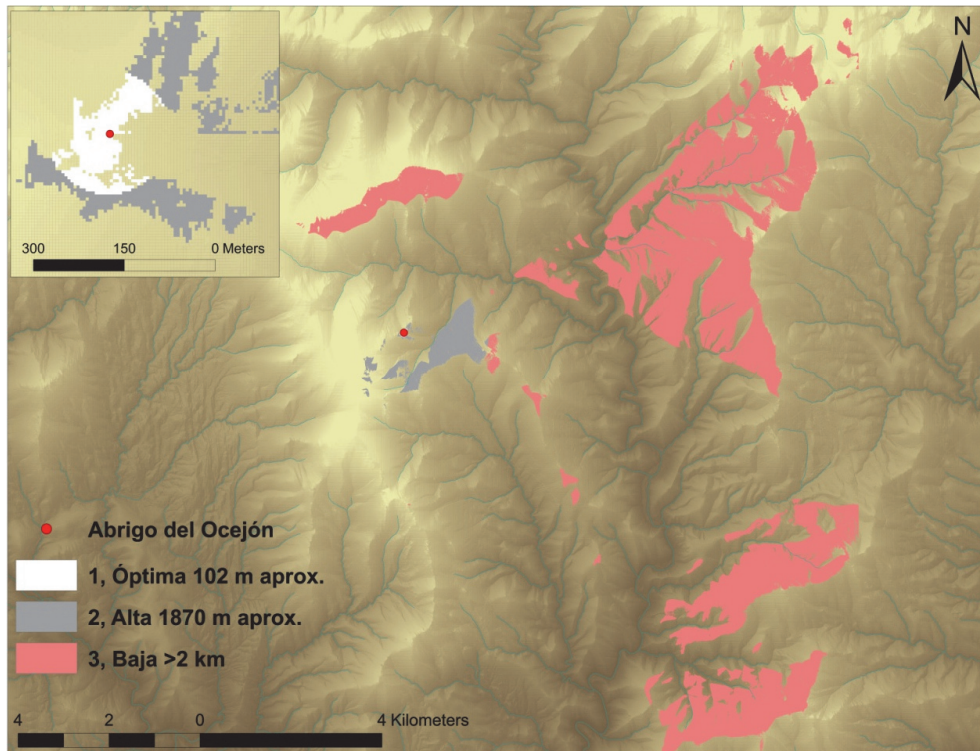 N
300 150 0 Meters
Abrigo del Ocejón
1, Óptima 102 m aprox.
2, Alta 1870 m aprox.
3, Baja >2 km
4 2 0 4 Kilometers